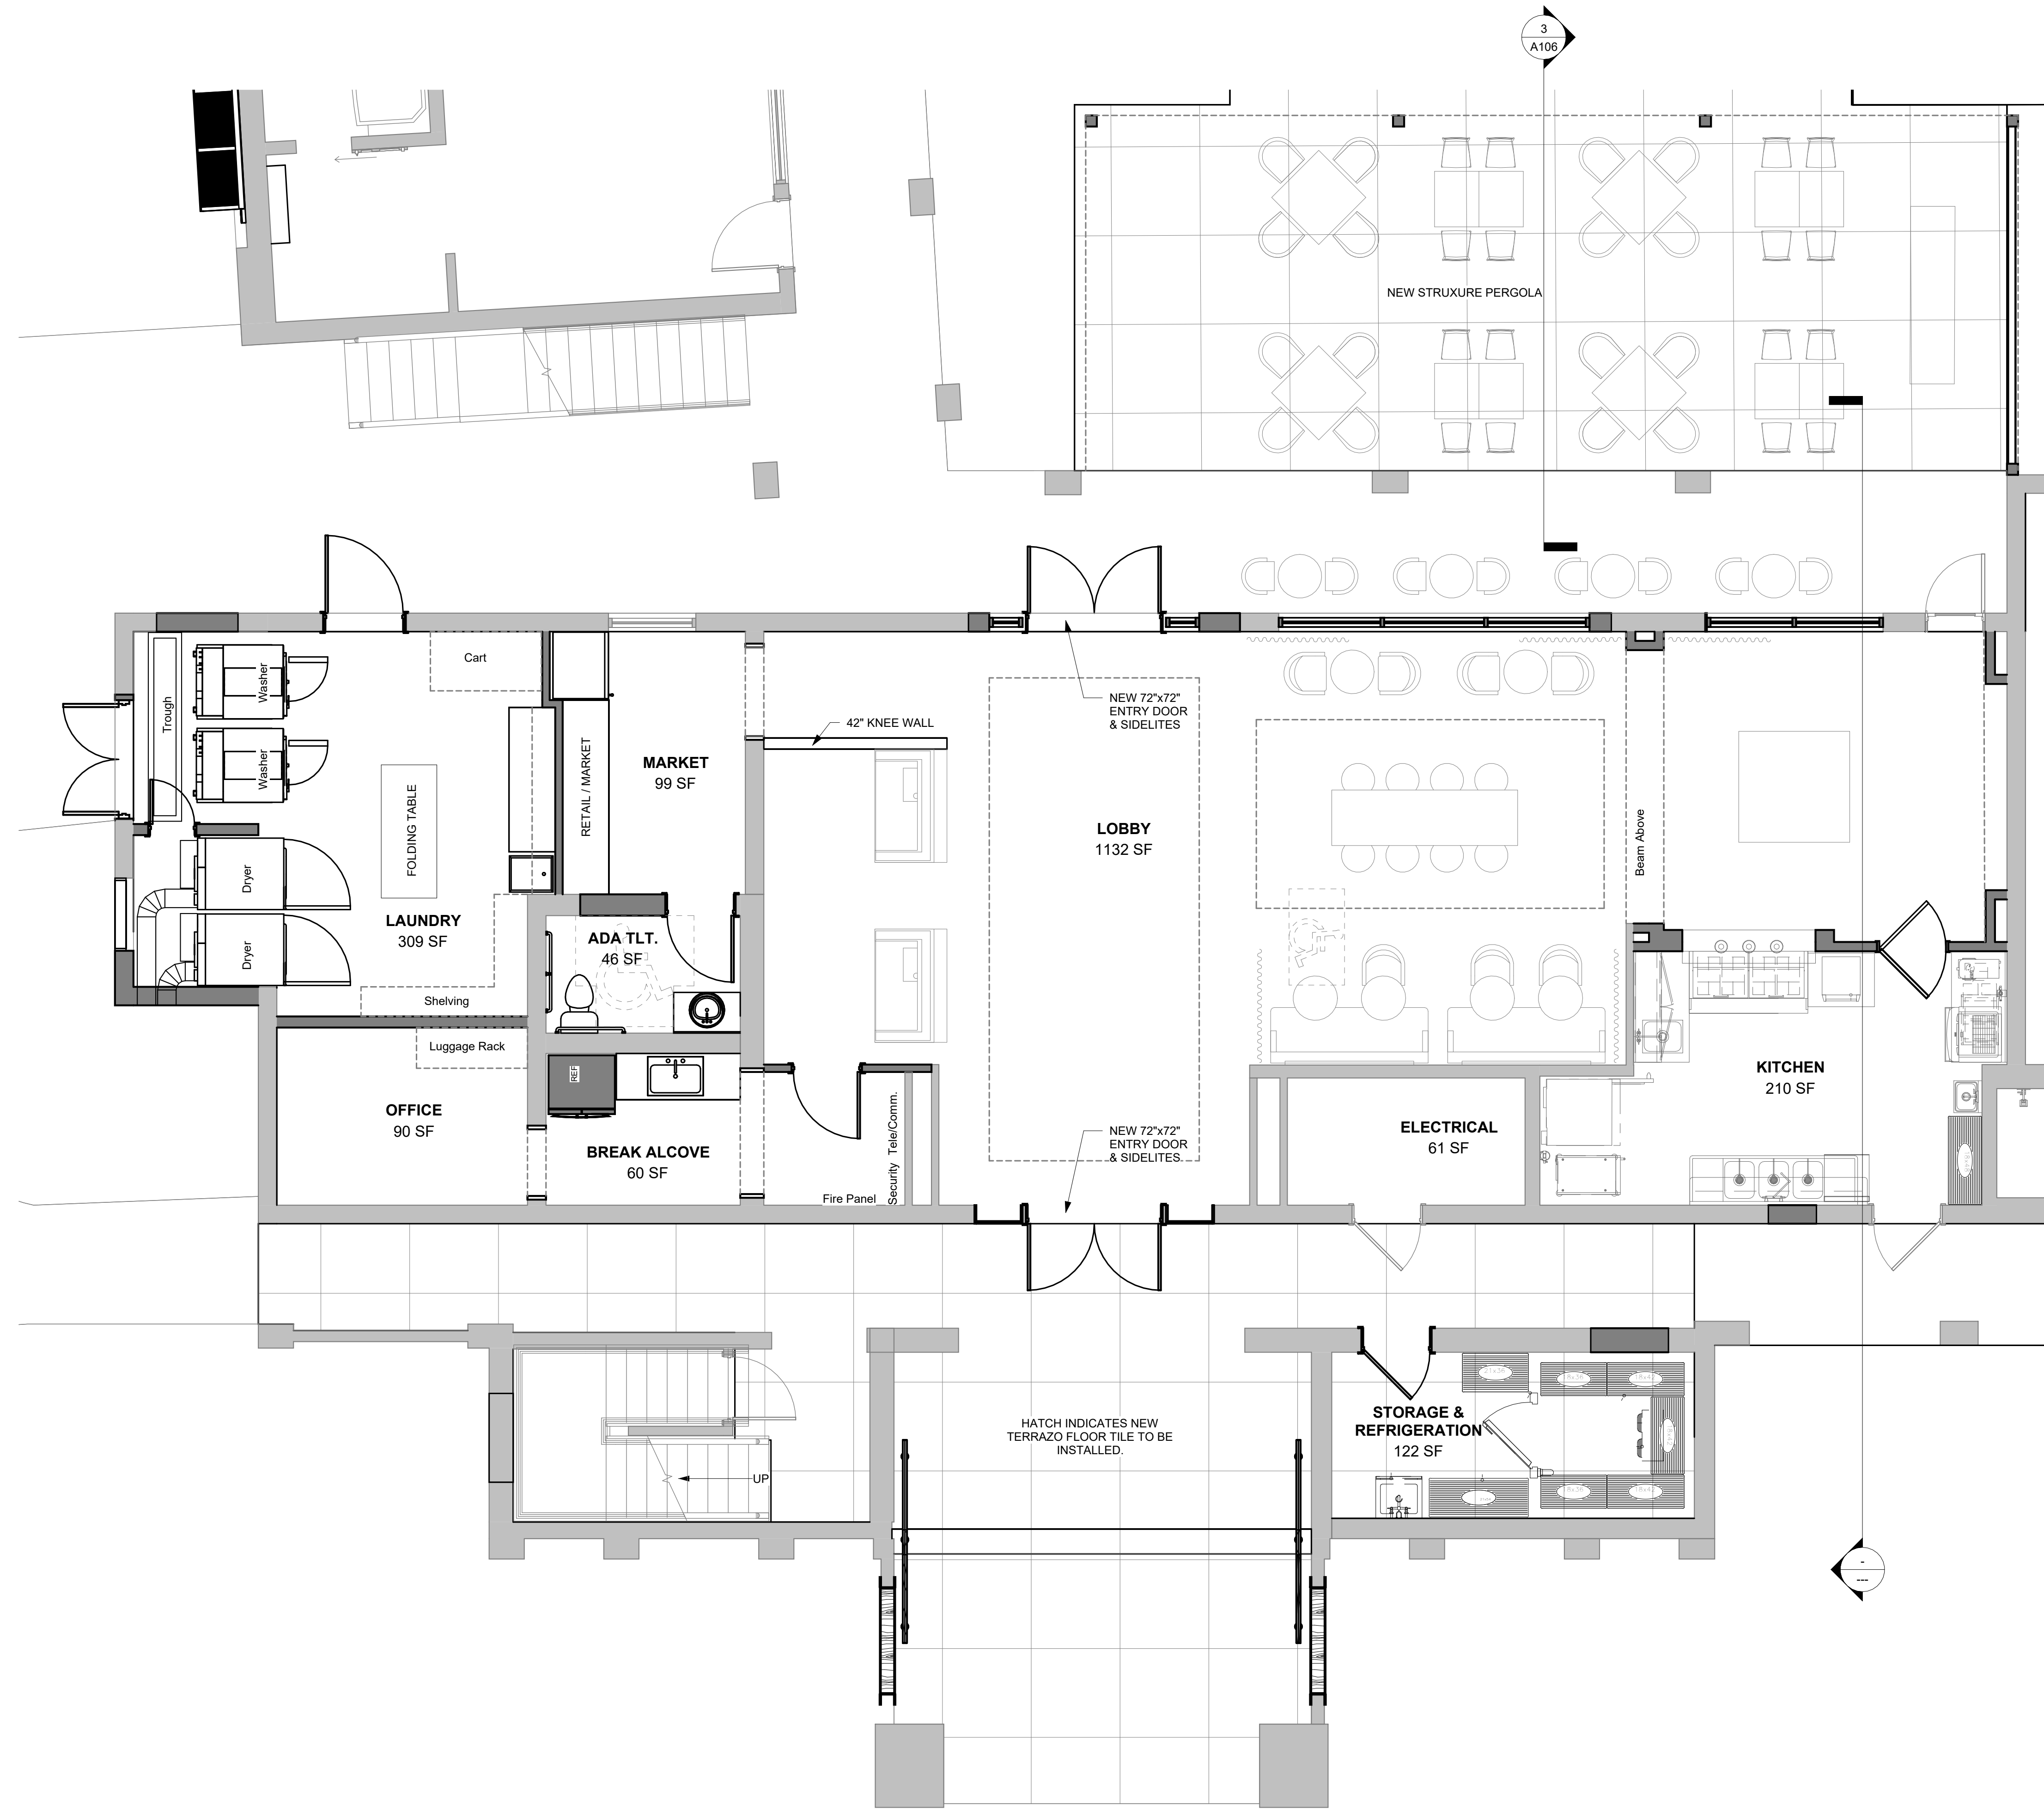 3
A106
NEW STRUXURE PERGOLA
Cart
Trough
Washer
Washer
NEW 72"x72"
ENTRY DOOR
& SIDELITES
42" KNEE WALL
RETAIL / MARKET
MARKET
99 SF
FOLDING TABLE
LOBBY
1132 SF
Beam Above
Dryer
Dryer
LAUNDRY
309 SF
ADA TLT.
46 SF
Shelving
Luggage Rack
REF
OFFICE
90 SF
BREAK ALCOVE
60 SF
Fire Panel
Security Tele/Comm.
NEW 72"x72"
ENTRY DOOR
& SIDELITES
ELECTRICAL
61 SF
KITCHEN
210 SF
HATCH INDICATES NEW
TERRAZO FLOOR TILE TO BE
INSTALLED.
UP
21x36
STORAGE &
REFRIGERATION
122 SF
-
---